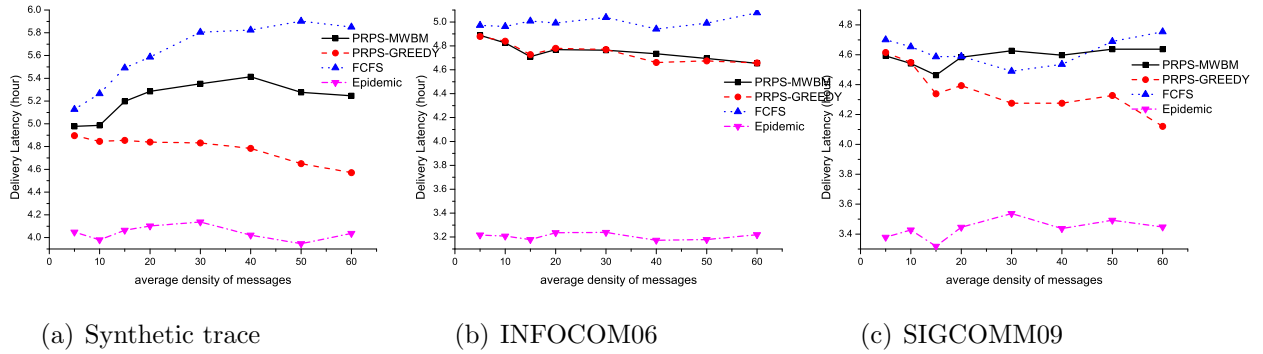 6.0
5.8
5.6
5.4
5.2
5.0
4.8
4.6
4.4
4.2
4.0
Delivery Latency (hour)
0 10 20 30 40 50 60
average density of messages
PRPS-MWBM
PRPS-GREEDY
FCFS
Epidemic
(a) Synthetic trace
5.0
4.8
4.6
4.4
4.2
4.0
3.8
3.6
3.4
3.2
Delivery Latency (hour)
0 10 20 30 40 50 60
average density of messages
PRPS-MWBM
PRPS-GREEDY
FCFS
Epidemic
(b) INFOCOM06
4.8
4.6
4.4
4.2
4.0
3.8
3.6
3.4
Delivery Latency (hour)
0 10 20 30 40 50 60
average density of messages
PRPS-MWBM
PRPS-GREEDY
FCFS
Epidemic
(c) SIGCOMM09